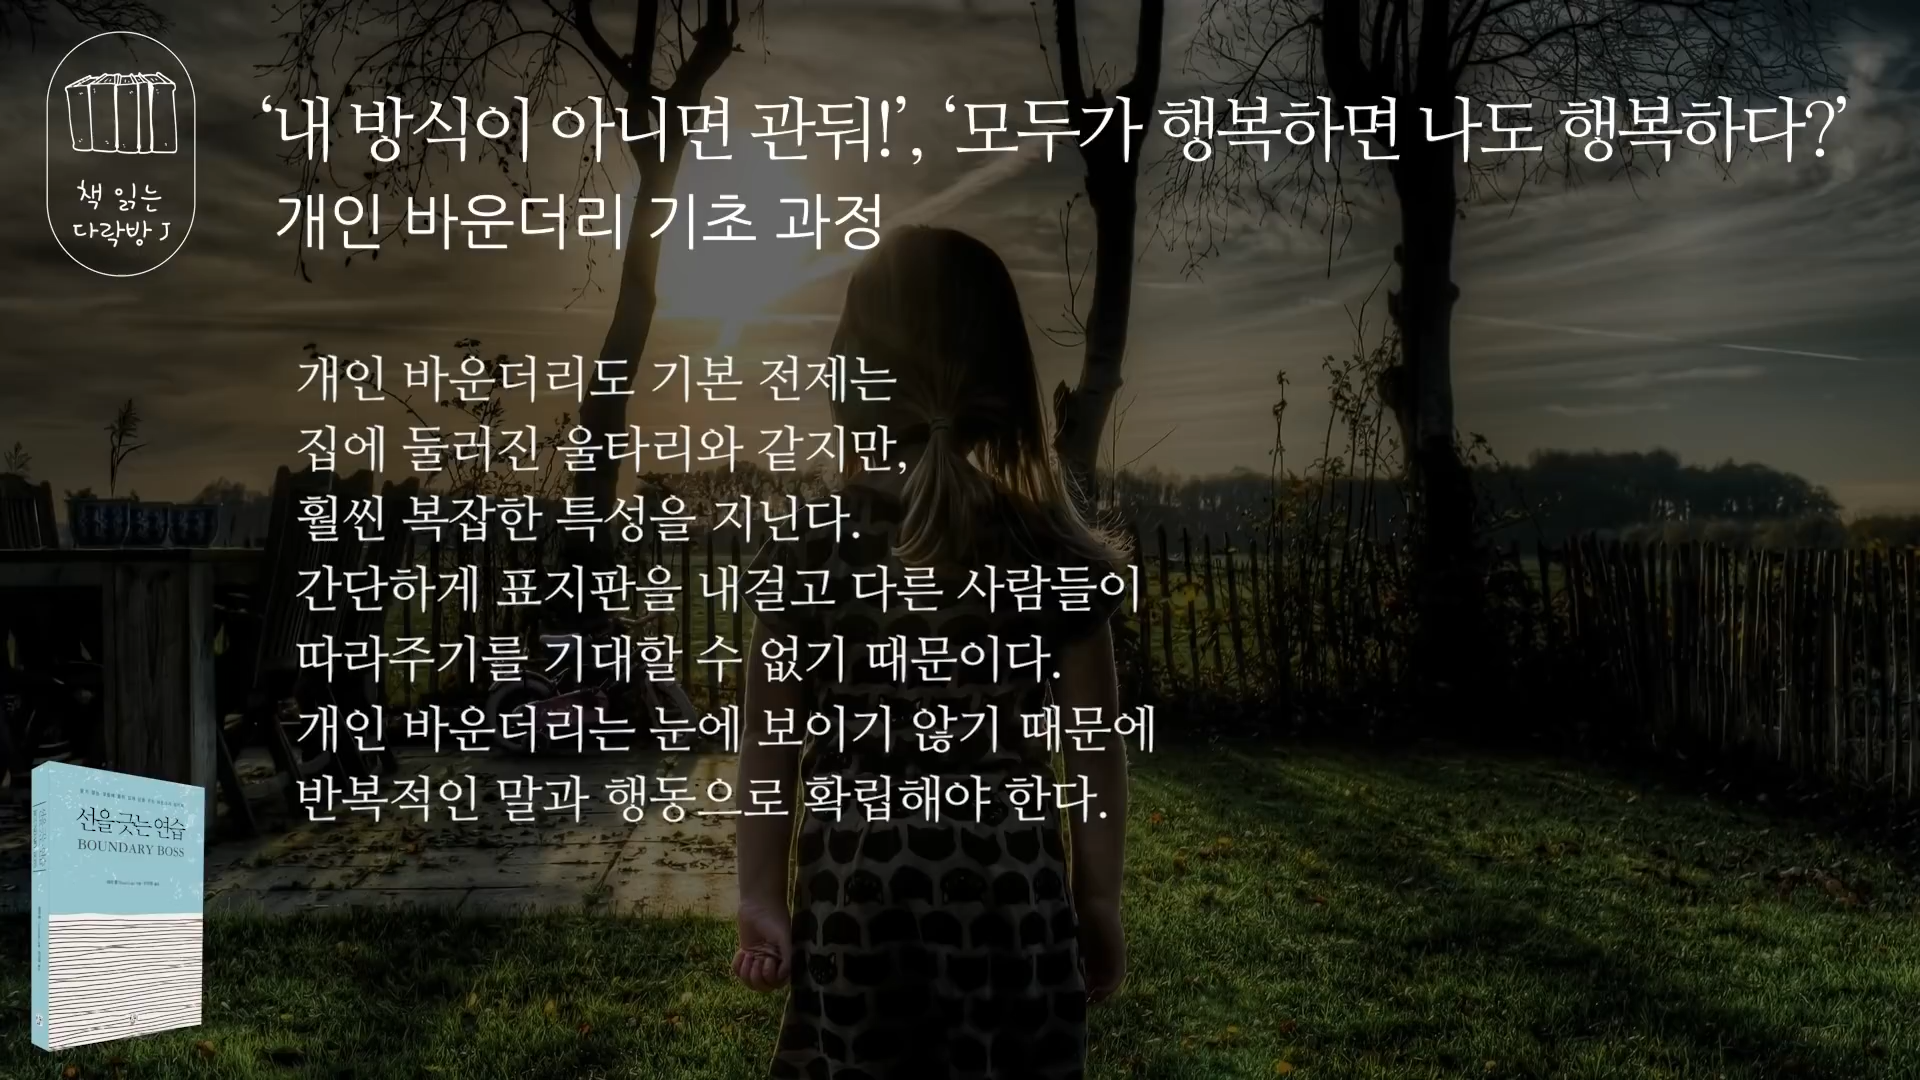 책 읽는
다락방 J
‘내 방식이 아니면 관둬!’, ‘모두가 행복하면 나도 행복하다?’
개인 바운더리 기초 과정
개인 바운더리도 기본 전제는
집에 둘러진 울타리와 같지만,
훨씬 복잡한 특성을 지닌다.
간단하게 표지판을 내걸고 다른 사람들이
따라주기를 기대할 수 없기 때문이다.
개인 바운더리는 눈에 보이기 않기 때문에
반복적인 말과 행동으로 확립해야 한다.
선을 긋는 연습
BOUNDARY BOSS